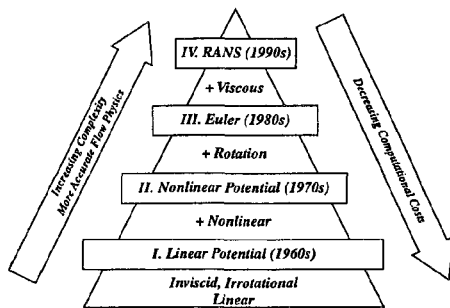 IV. RANS (1990s)
+ Viscous
III. Euler (1980s)
+ Rotation
II. Nonlinear Potential (1970s)
+ Nonlinear
I. Linear Potential (1960s)
Inviscid, Irrotational
Linear
Increasing Complexity
More Accurate Flow Physics
Decreasing Computational Costs